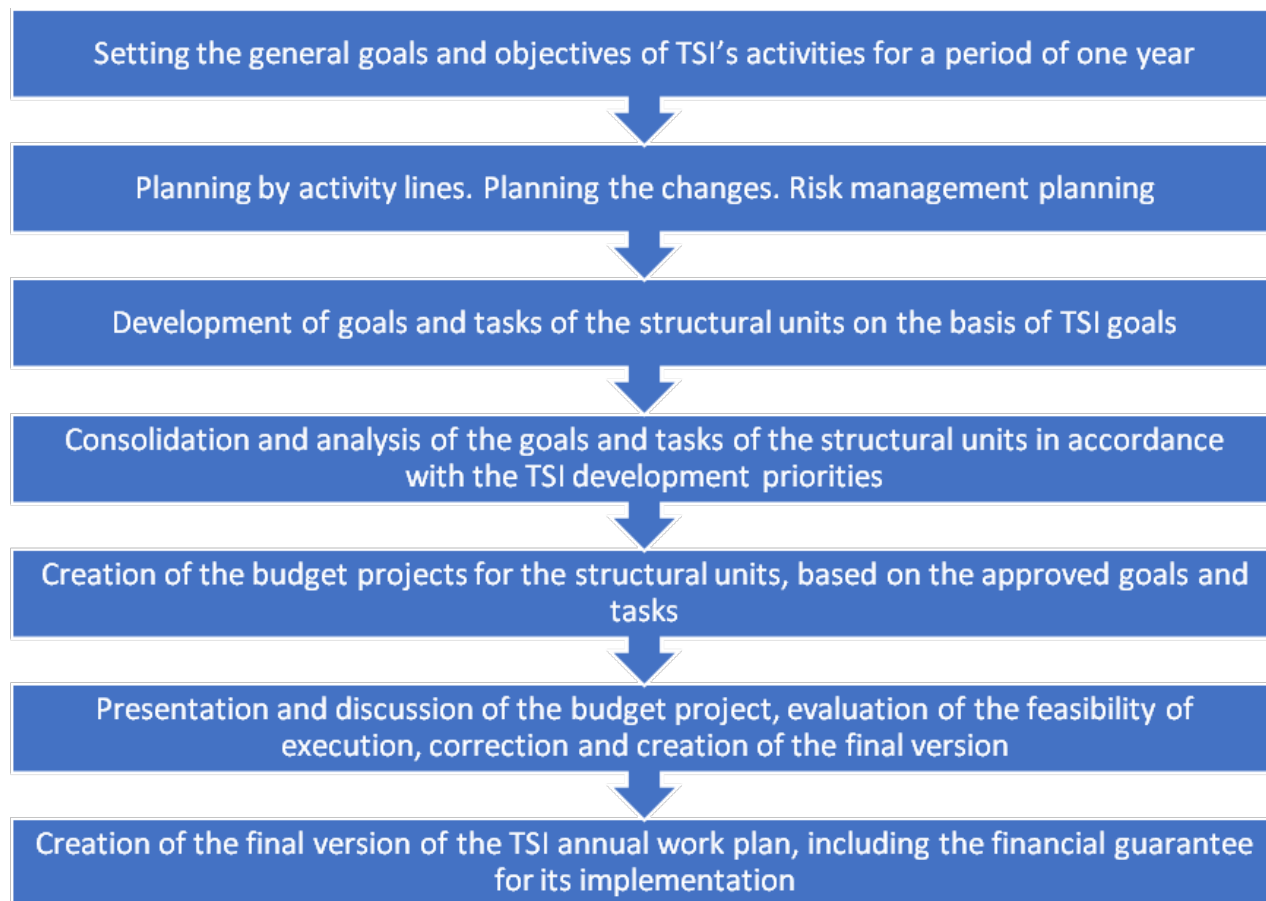 Setting the general goals and objectives of TSI’s activities for a period of one year
Planning by activity lines. Planning the changes. Risk management planning
Development of goals and tasks of the structural units on the basis of TSI goals
Consolidation and analysis of the goals and tasks of the structural units in accordance
with the TSI development priorities
Creation of the budget projects for the structural units, based on the approved goals and
tasks
Presentation and discussion of the budget project, evaluation of the feasibility of
execution, correction and creation of the final version
Creation of the final version of the TSI annual work plan, including the financial guarantee
for its implementation